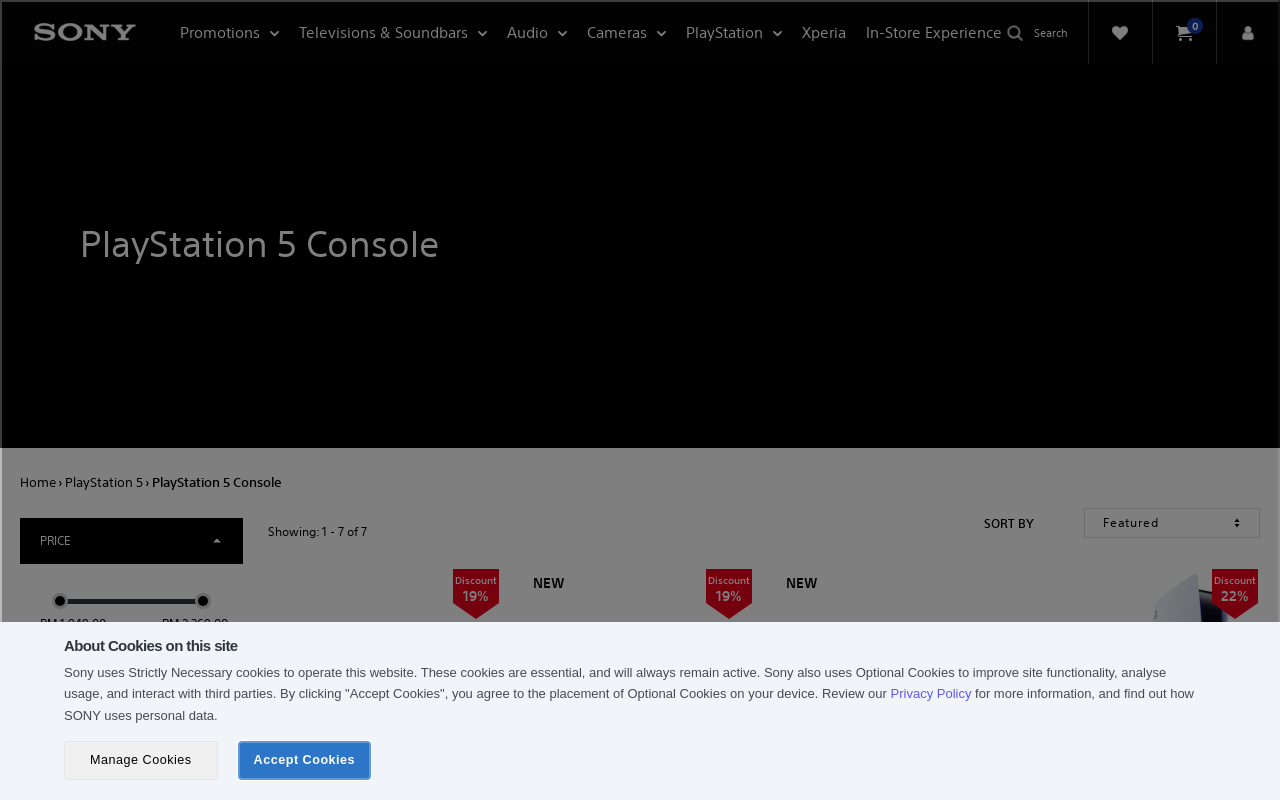 SONY
Promotions
Televisions & Soundbars
Audio
Cameras
PlayStation
Xperia
In-Store Experience
Search
0
PlayStation 5 Console
Home › PlayStation 5 › PlayStation 5 Console
PRICE
Showing: 1 - 7 of 7
SORT BY
Featured
Discount
19%
NEW
Discount
19%
NEW
Discount
22%
About Cookies on this site
Sony uses Strictly Necessary cookies to operate this website. These cookies are essential, and will always remain active. Sony also uses Optional Cookies to improve site functionality, analyse
usage, and interact with third parties. By clicking "Accept Cookies", you agree to the placement of Optional Cookies on your device. Review our Privacy Policy for more information, and find out how
SONY uses personal data.
Manage Cookies
Accept Cookies